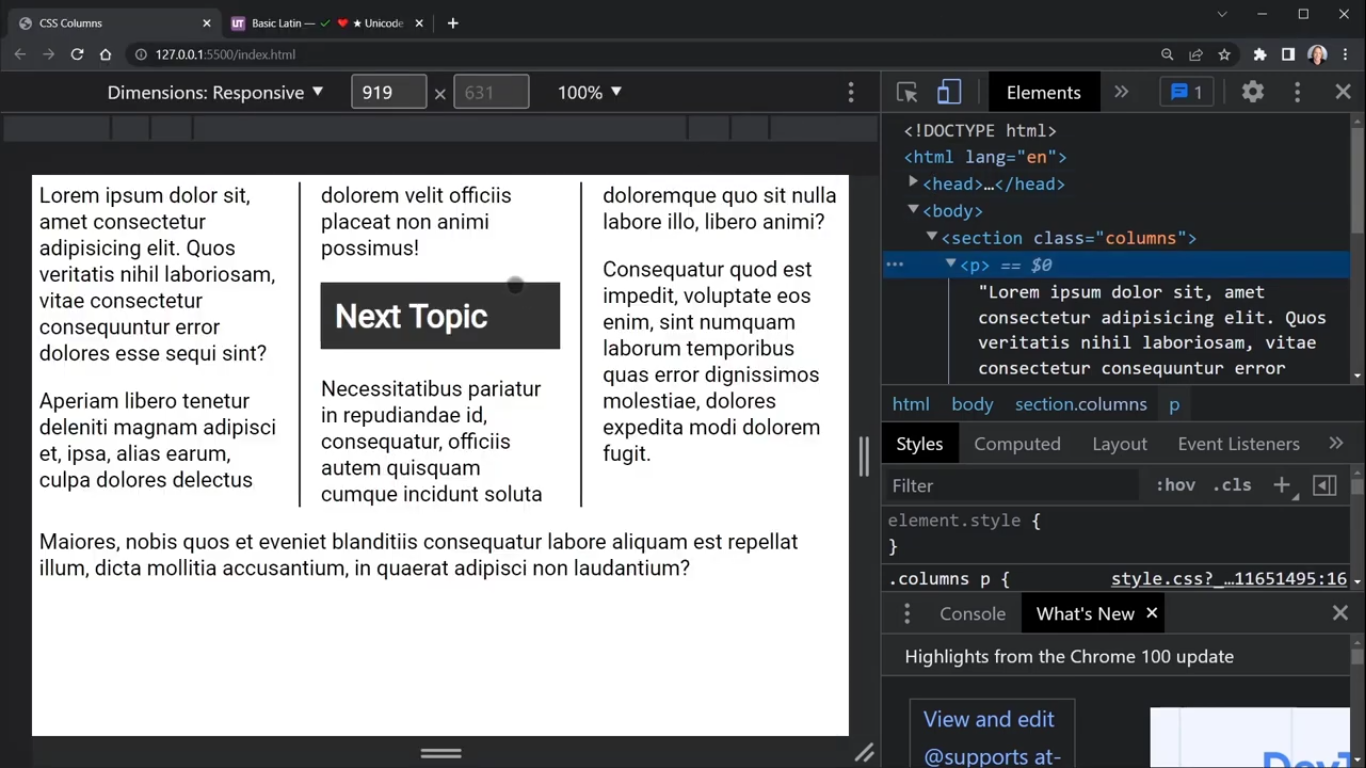 CSS Columns
UT Basic Latin — ✓ ❤ ★ Unicode
127.0.0.1:5500/index.html
Dimensions: Responsive 919 × 631 100%
Elements 1
Lorem ipsum dolor sit,
amet consectetur
adipisicing elit. Quos
veritatis nihil laboriosam,
vitae consectetur
consequuntur error
dolores esse sequi sint?
Aperiam libero tenetur
deleniti magnam adipisci
et, ipsa, alias earum,
culpa dolores delectus
dolorem velit officiis
placeat non animi
possimus!
Next Topic
Necessitatibus pariatur
in repudiandae id,
consequatur, officiis
autem quisquam
cumque incidunt soluta
doloremque quo sit nulla
labore illo, libero animi?
Consequatur quod est
impedit, voluptate eos
enim, sint numquam
laborum temporibus
quas error dignissimos
molestiae, dolores
expedita modi dolorem
fugit.
Maiores, nobis quos et eveniet blanditiis consequatur labore aliquam est repellat
illum, dicta mollitia accusantium, in quaerat adipisci non laudantium?
<!DOCTYPE html>
<html lang="en">
<head>…</head>
<body>
<section class="columns">
<p> == $0
"Lorem ipsum dolor sit, amet
consectetur adipisicing elit. Quos
veritatis nihil laboriosam, vitae
consectetur consequuntur error
html body section.columns p
Styles Computed Layout Event Listeners
Filter :hov .cls
element.style {
}
.columns p { style.css?_…11651495:16
Console What's New
Highlights from the Chrome 100 update
View and edit
@supports at-